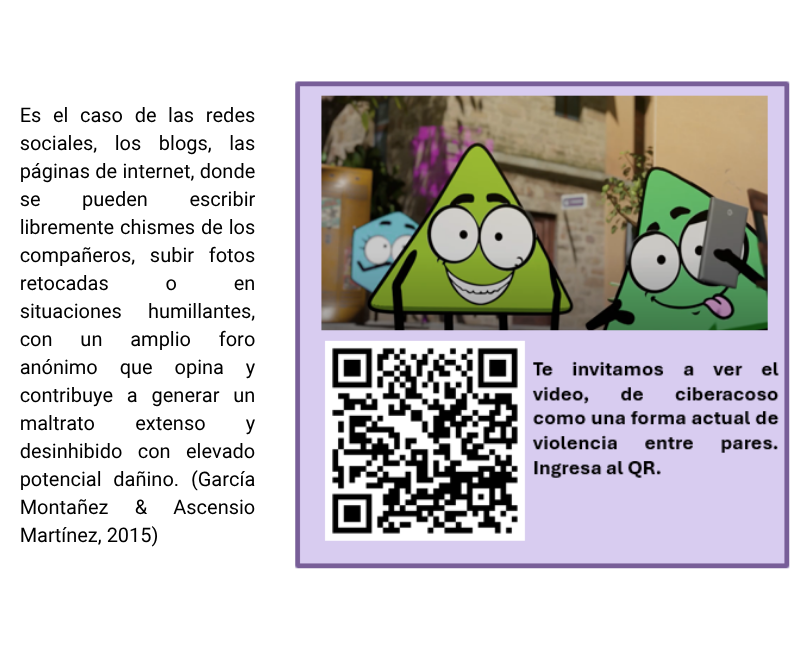 Es el caso de las redes
sociales, los blogs, las
páginas de internet, donde
se pueden escribir
libremente chismes de los
compañeros, subir fotos
retocadas o en
situaciones humillantes,
con un amplio foro
anónimo que opina y
contribuye a generar un
maltrato extenso y
desinhibido con elevado
potencial dañino. (García
Montañez & Ascensio
Martínez, 2015)
Te invitamos a ver el
video, de ciberacoso
como una forma actual de
violencia entre pares.
Ingresa al QR.